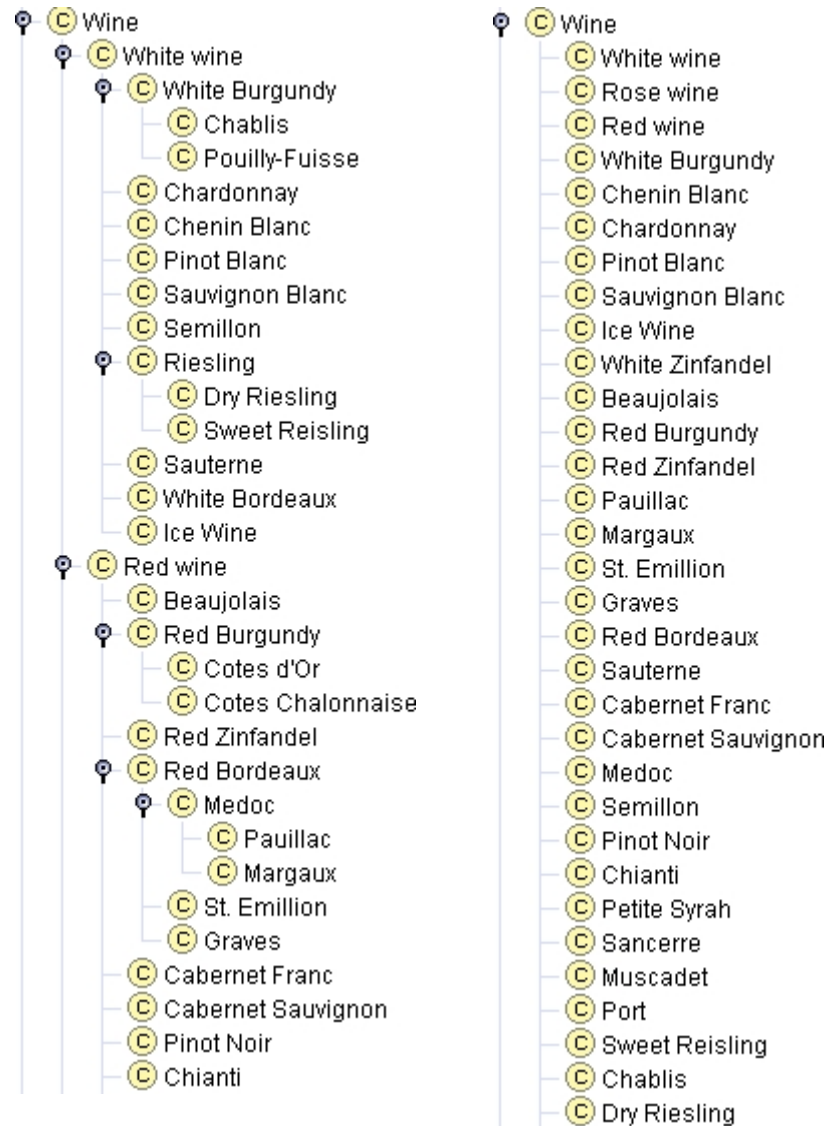 Wine
White wine
White Burgundy
Chablis
Pouilly-Fuisse
Chardonnay
Chenin Blanc
Pinot Blanc
Sauvignon Blanc
Semillon
Riesling
Dry Riesling
Sweet Reisling
Sauterne
White Bordeaux
Ice Wine
Red wine
Beaujolais
Red Burgundy
Cotes d'Or
Cotes Chalonnaise
Red Zinfandel
Red Bordeaux
Medoc
Pauillac
Margaux
St. Emillion
Graves
Cabernet Franc
Cabernet Sauvignon
Pinot Noir
Chianti
Wine
White wine
Rose wine
Red wine
White Burgundy
Chenin Blanc
Chardonnay
Pinot Blanc
Sauvignon Blanc
Ice Wine
White Zinfandel
Beaujolais
Red Burgundy
Red Zinfandel
Pauillac
Margaux
St. Emillion
Graves
Red Bordeaux
Sauterne
Cabernet Franc
Cabernet Sauvignon
Medoc
Semillon
Pinot Noir
Chianti
Petite Syrah
Sancerre
Muscadet
Port
Sweet Reisling
Chablis
Dry Riesling